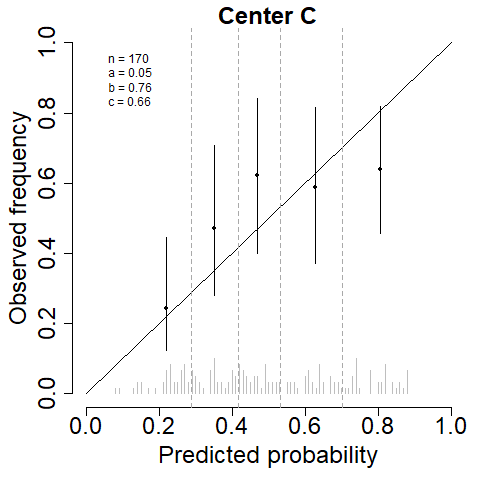 Center C
n = 170
a = 0.05
b = 0.76
c = 0.66
Observed frequency
1.0
0.8
0.6
0.4
0.2
0.0
0.0 0.2 0.4 0.6 0.8 1.0
Predicted probability